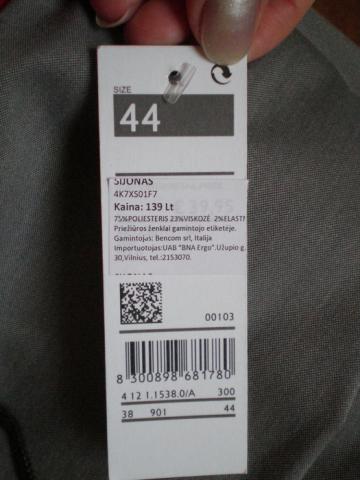 SIZE
44
SIJONAS
4K7XS01F7
Kaina: 139 Lt
39,95
75%POLIESTERIS 23%VISKOZĖ 2%ELAST
Priežiūros ženklai gamintojo etiketėje.
Gamintojas: Bencom srl, Italija
Importuotojas:UAB "BNA Ergo".Užupio g.
30,Vilnius, tel.:2153070.
00103
8 300898 681780
4 12 1.1538.0/A 300
38 901 44